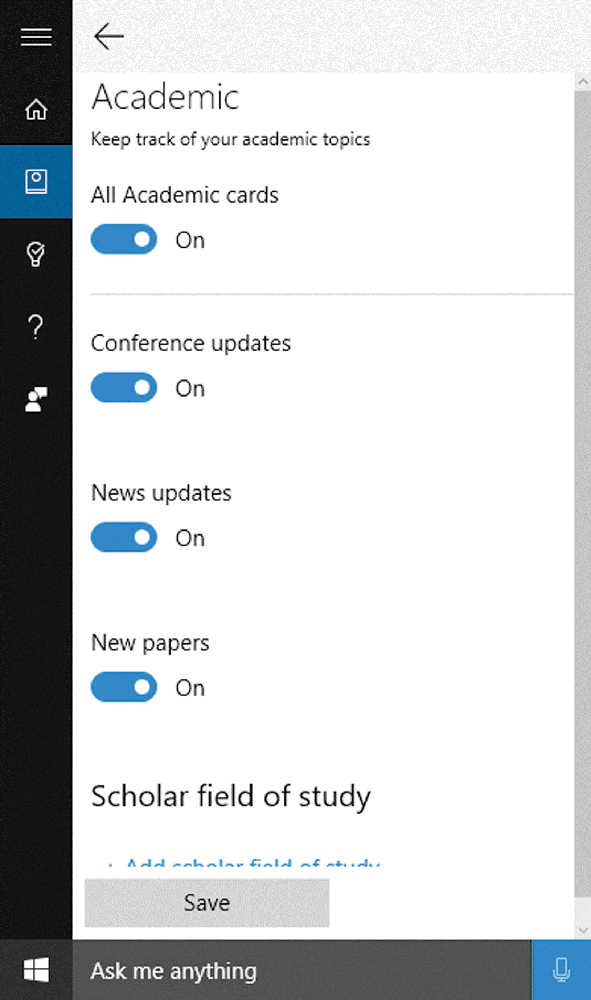 Academic
Keep track of your academic topics
All Academic cards
On
Conference updates
On
News updates
On
New papers
On
Scholar field of study
+ Add scholar field of study
Save
Ask me anything